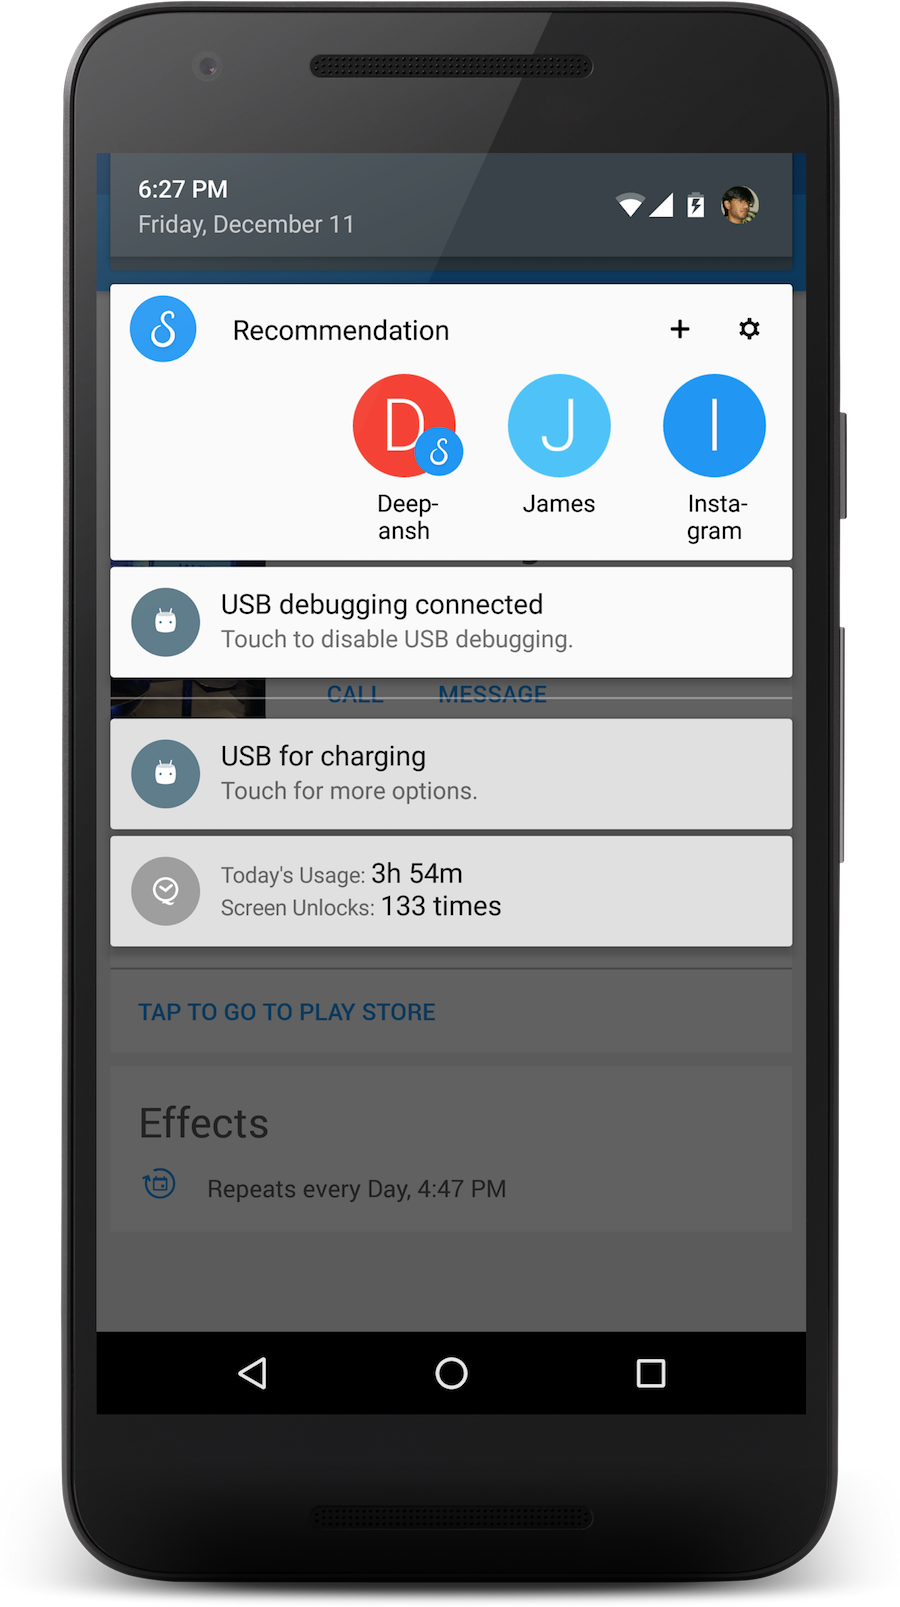 6:27 PM
Friday, December 11
Recommendation
D
J
I
Deep-
ansh
James
Insta-
gram
USB debugging connected
Touch to disable USB debugging.
CALL MESSAGE
USB for charging
Touch for more options.
Today's Usage: 3h 54m
Screen Unlocks: 133 times
TAP TO GO TO PLAY STORE
Effects
Repeats every Day, 4:47 PM